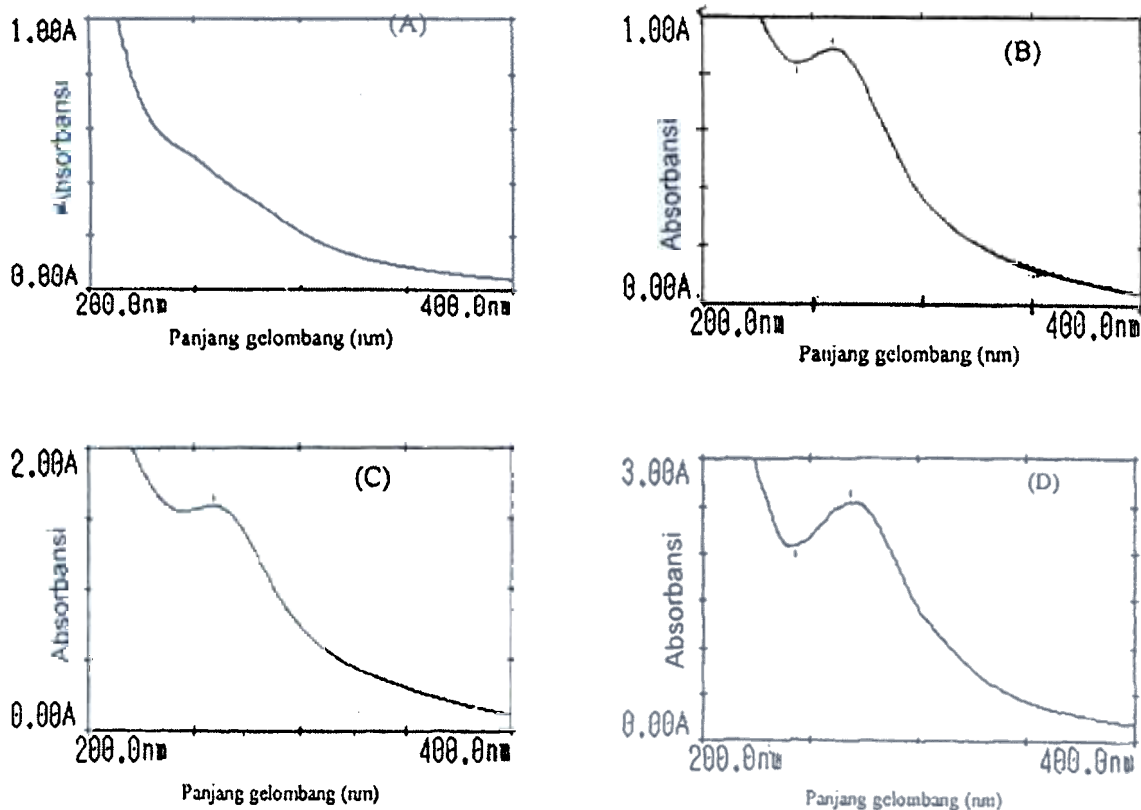 1.00A
(A)
Absorbansi
0.00A
200.0nm
400.0nm
Panjang gelombang (nm)
1.00A
(B)
Absorbansi
0.00A
200.0nm
400.0nm
Panjang gelombang (nm)
2.00A
(C)
Absorbansi
0.00A
200.0nm
400.0nm
Panjang gelombang (nm)
3.00A
(D)
Absorbansi
0.00A
200.0nm
400.0nm
Panjang gelombang (nm)